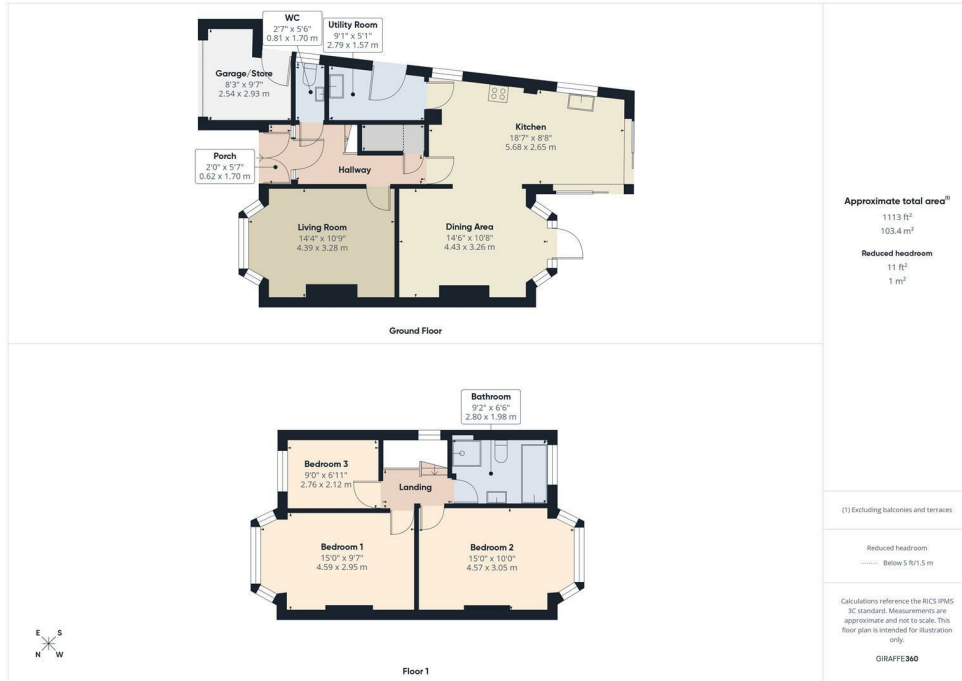 WC
2'7" x 5'6"
0.81 x 1.70 m
Utility Room
9'1" x 5'1"
2.79 x 1.57 m
Garage/Store
8'3" x 9'7"
2.54 x 2.93 m
Kitchen
18'7" x 8'8"
5.68 x 2.65 m
Porch
2'0" x 5'7"
0.62 x 1.70 m
Hallway
Living Room
14'4" x 10'9"
4.39 x 3.28 m
Dining Area
14'6" x 10'8"
4.43 x 3.26 m
Ground Floor
Bathroom
9'2" x 6'6"
2.80 x 1.98 m
Bedroom 3
9'0" x 6'11"
2.76 x 2.12 m
Landing
Bedroom 1
15'0" x 9'7"
4.59 x 2.95 m
Bedroom 2
15'0" x 10'0"
4.57 x 3.05 m
E S
N W
Floor 1
Approximate total area⁽¹⁾
1113 ft²
103.4 m²
Reduced headroom
11 ft²
1 m²
(1) Excluding balconies and terraces
Reduced headroom
Below 5 ft/1.5 m
Calculations reference the RICS IPMS
3C standard. Measurements are
approximate and not to scale. This
floor plan is intended for illustration
only.
GIRAFFE360